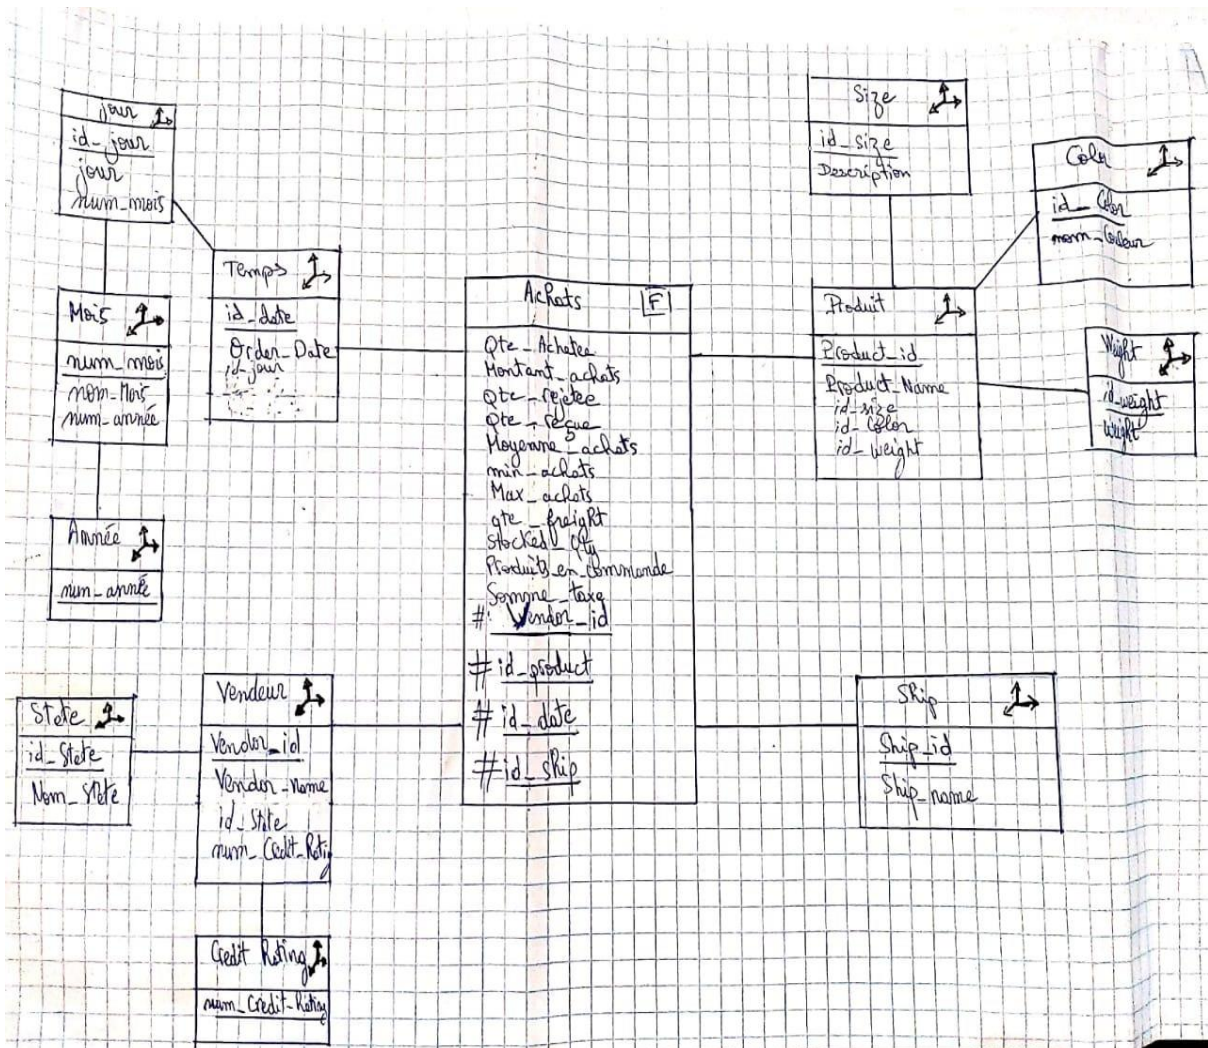 jour
id_jour
jour
num_mois
Mois
num_mois
nom_Mois
num_année
Année
num_année
Temps
id_date
Order_Date
id_jour
Achats
F
Qte_Achatee
Montant_achats
Qte_rejetee
Qte_reçue
Moyenne_achats
min_achats
Max_achats
qte_freight
Stocked_Qty
Produits_en_commande
Somme_taxe
# Vendor_id
# id_product
# id_date
# id_ship
Size
id_size
Description
Color
id_Color
nom_Couleur
Produit
Product_id
Product_Name
id_size
id_Color
id_weight
Weight
id_weight
Weight
State
id_State
Nom_State
Vendeur
Vendor_id
Vendor_name
id_State
num_Credit_Rating
Credit Rating
num_Credit_Rating
Ship
Ship_id
Ship_name